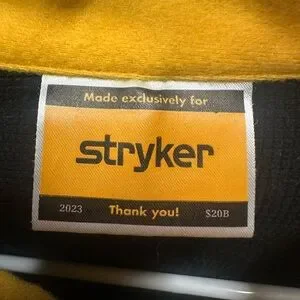 Made exclusively for
stryker
2023 Thank you! $20B